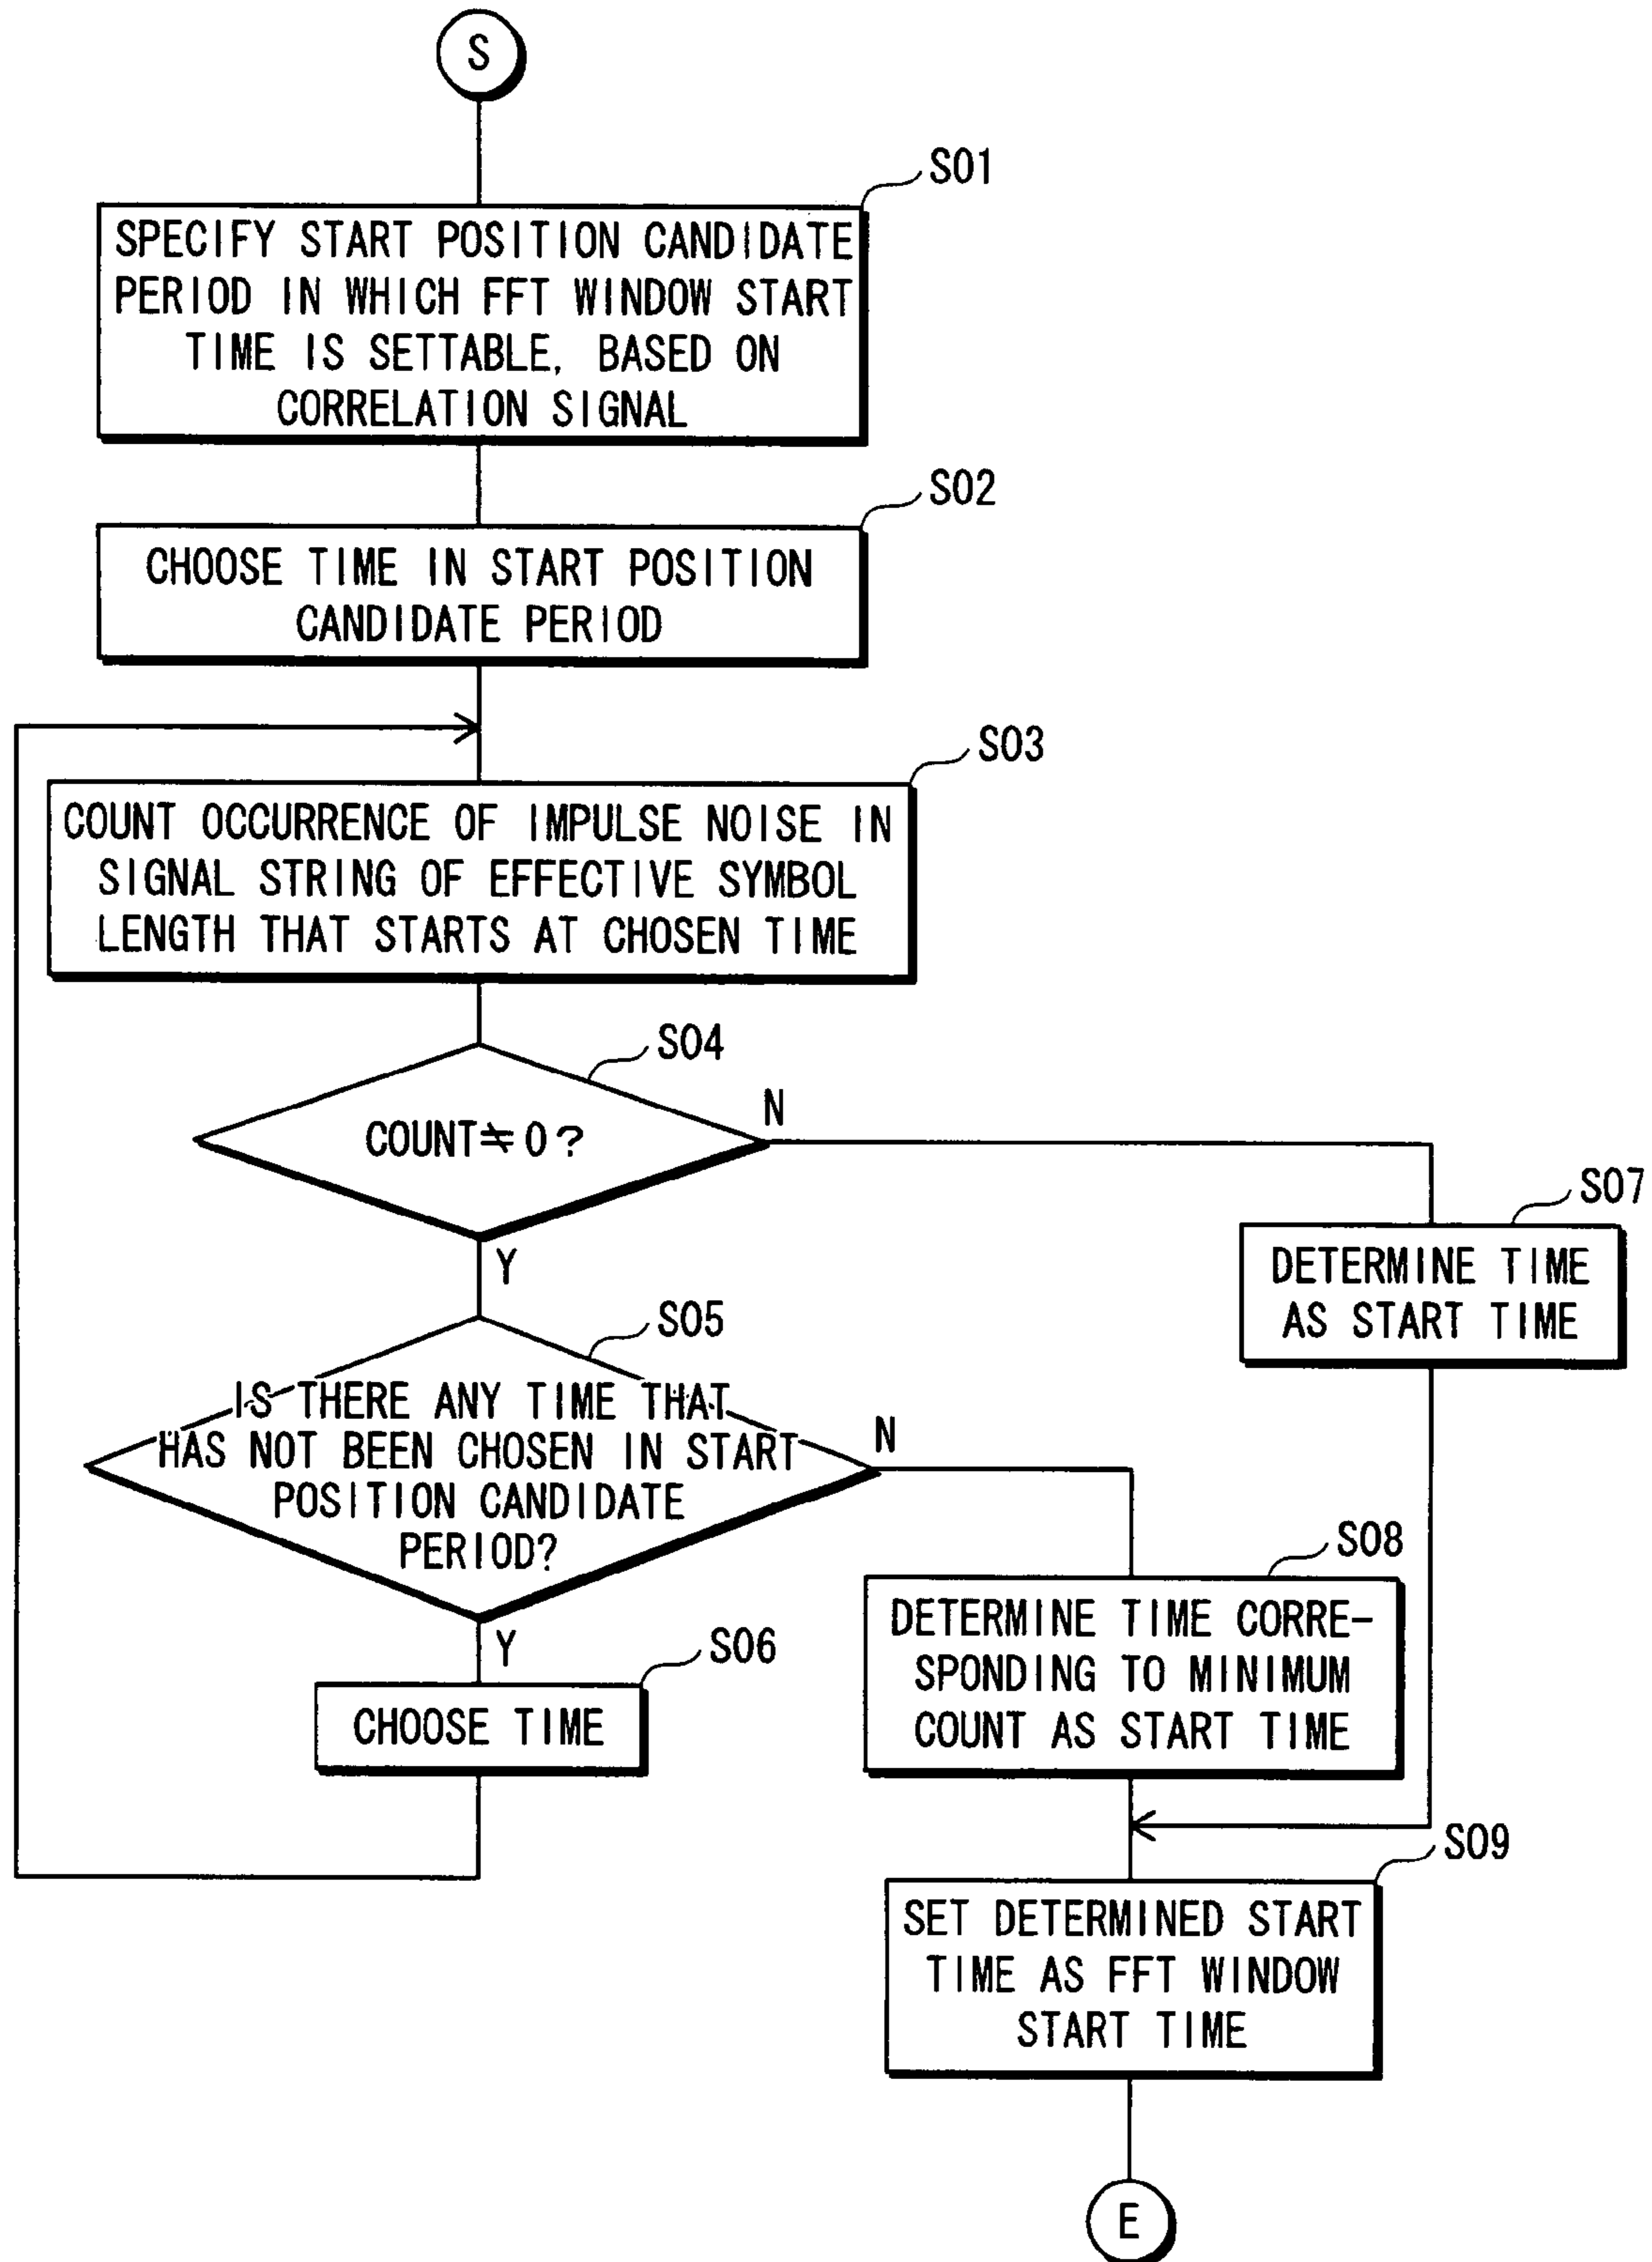 S
S01
SPECIFY START POSITION CANDIDATE
PERIOD IN WHICH FFT WINDOW START
TIME IS SETTABLE, BASED ON
CORRELATION SIGNAL
S02
CHOOSE TIME IN START POSITION
CANDIDATE PERIOD
S03
COUNT OCCURRENCE OF IMPULSE NOISE IN
SIGNAL STRING OF EFFECTIVE SYMBOL
LENGTH THAT STARTS AT CHOSEN TIME
S04
COUNT≠0?
N
Y
S07
DETERMINE TIME
AS START TIME
S05
IS THERE ANY TIME THAT
HAS NOT BEEN CHOSEN IN START
POSITION CANDIDATE
PERIOD?
N
Y
S06
CHOOSE TIME
S08
DETERMINE TIME CORRE-
SPONDING TO MINIMUM
COUNT AS START TIME
S09
SET DETERMINED START
TIME AS FFT WINDOW
START TIME
E